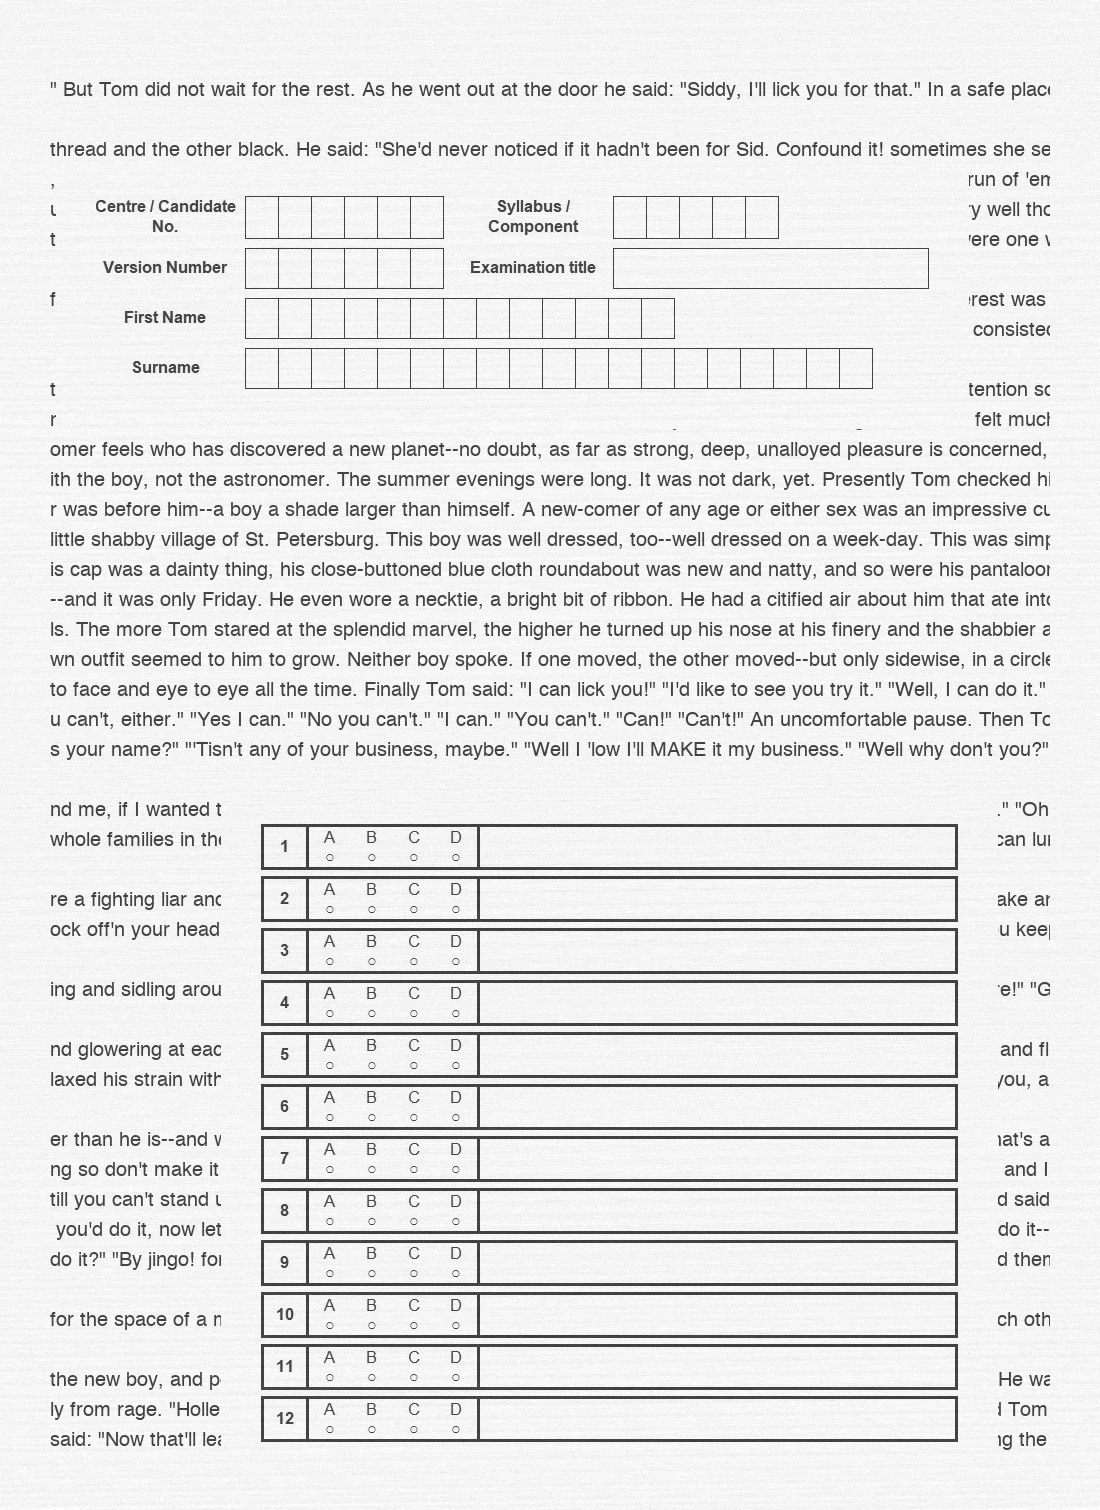 " But Tom did not wait for the rest. As he went out at the door he said: "Siddy, I'll lick you for that." In a safe place
thread and the other black. He said: "She'd never noticed if it hadn't been for Sid. Confound it! sometimes she se
, run of 'em
Centre / Candidate No.
Syllabus / Component
ry well tho
t ere one w
Version Number
Examination title
f erest was
First Name
consisted
Surname
t tention so
r felt much
omer feels who has discovered a new planet--no doubt, as far as strong, deep, unalloyed pleasure is concerned,
ith the boy, not the astronomer. The summer evenings were long. It was not dark, yet. Presently Tom checked hi
r was before him--a boy a shade larger than himself. A new-comer of any age or either sex was an impressive cu
little shabby village of St. Petersburg. This boy was well dressed, too--well dressed on a week-day. This was simp
is cap was a dainty thing, his close-buttoned blue cloth roundabout was new and natty, and so were his pantaloon
--and it was only Friday. He even wore a necktie, a bright bit of ribbon. He had a citified air about him that ate into
ls. The more Tom stared at the splendid marvel, the higher he turned up his nose at his finery and the shabbier a
wn outfit seemed to him to grow. Neither boy spoke. If one moved, the other moved--but only sidewise, in a circle
to face and eye to eye all the time. Finally Tom said: "I can lick you!" "I'd like to see you try it." "Well, I can do it."
u can't, either." "Yes I can." "No you can't." "I can." "You can't." "Can!" "Can't!" An uncomfortable pause. Then To
s your name?" "'Tisn't any of your business, maybe." "Well I 'low I'll MAKE it my business." "Well why don't you?"
nd me, if I wanted t ." "Oh
whole families in the can lum
1 A B C D
re a fighting liar and ake an
2 A B C D
ock off'n your head u keep
3 A B C D
ing and sidling arou re!" "G
4 A B C D
nd glowering at eac and fl
5 A B C D
laxed his strain with you, a
6 A B C D
er than he is--and w hat's a
7 A B C D
ng so don't make it and I
till you can't stand u d said
8 A B C D
you'd do it, now let do it--
9 A B C D
do it?" "By jingo! for d them
10 A B C D
for the space of a m ch oth
11 A B C D
the new boy, and po He wa
12 A B C D
ly from rage. "Holle d Tom
said: "Now that'll lea ng the